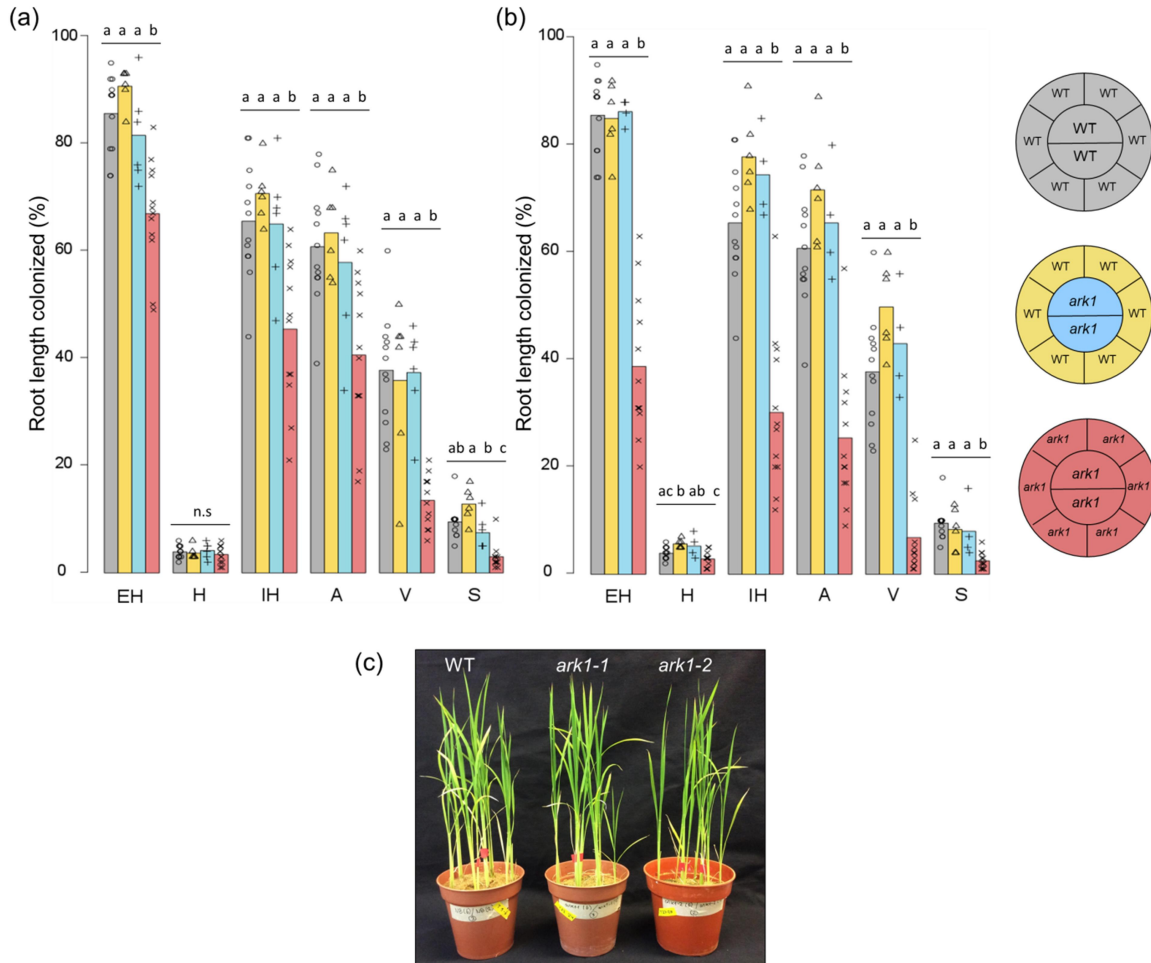 (a)
100
80
60
40
20
0
Root length colonized (%)
a a a b
n.s
a a a b
a a a b
a a a b
ab a b c
EH H IH A V S
(b)
100
80
60
40
20
0
Root length colonized (%)
a a a b
ac b ab c
a a a b
a a a b
a a a b
a a a b
EH H IH A V S
WT WT
WT WT WT
WT
WT WT
WT WT
WT ark1 WT
ark1
WT WT
ark1 ark1
ark1 ark1 ark1
ark1
ark1 ark1
(c)
WT ark1-1 ark1-2